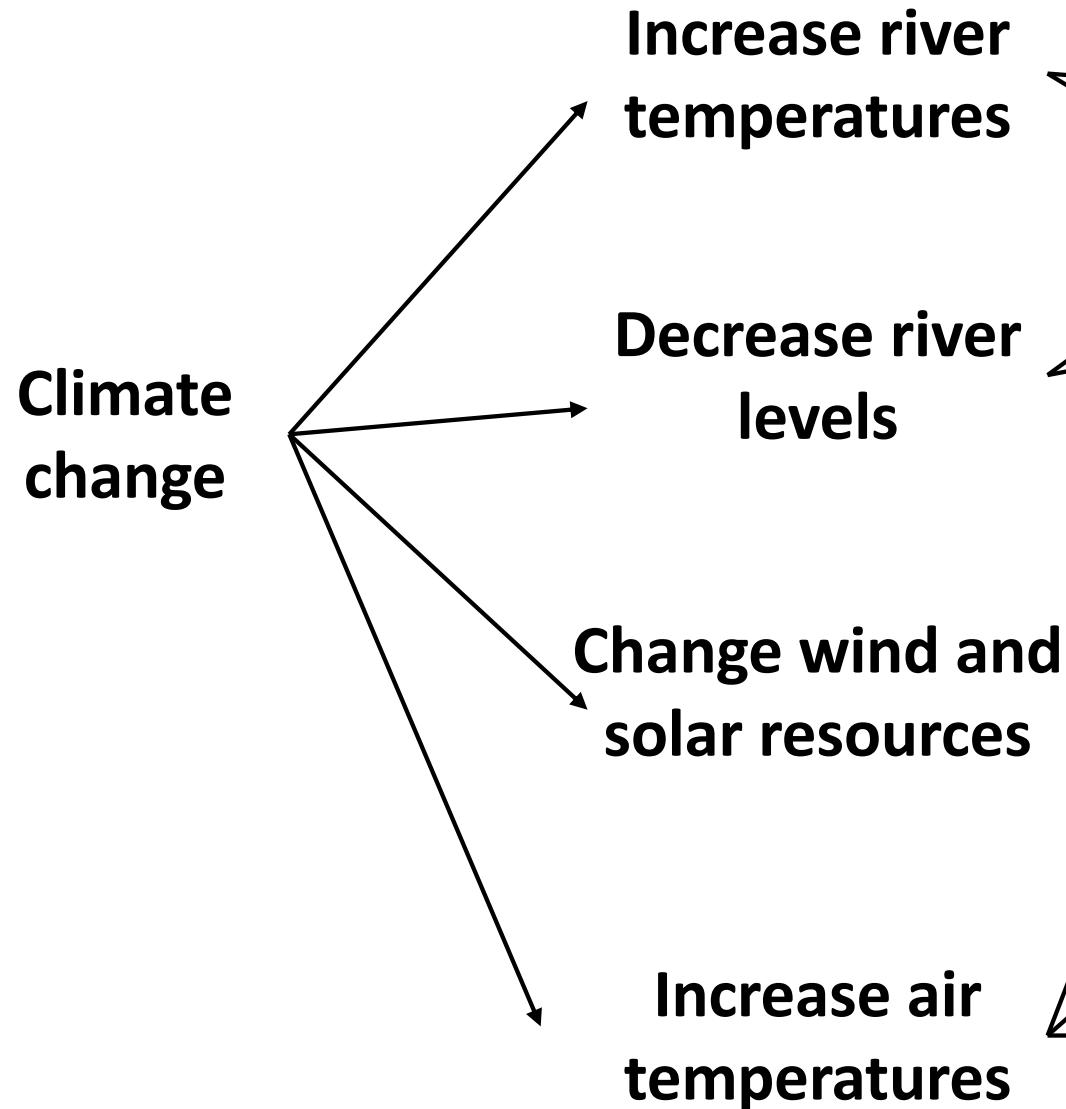 Increase river
temperatures
Decrease river
levels
Climate
change
Change wind and
solar resources
Increase air
temperatures